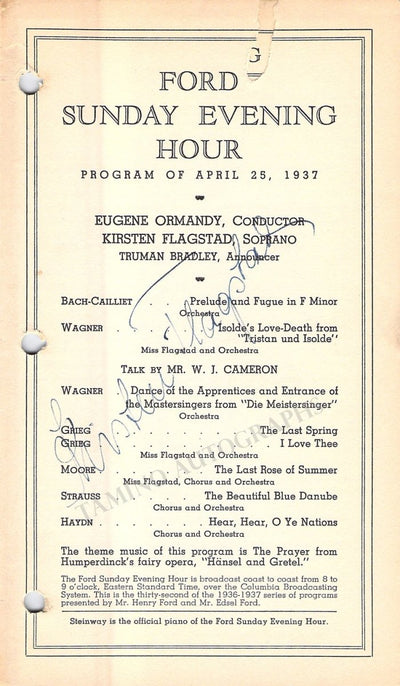 G
FORD
SUNDAY EVENING
HOUR
PROGRAM OF APRIL 25, 1937
EUGENE ORMANDY, CONDUCTOR
KIRSTEN FLAGSTAD, SOPRANO
TRUMAN BRADLEY, Announcer
BACH-CAILLIET . . . Prelude and Fugue in F Minor
Orchestra
WAGNER . . . . . . . Isolde's Love-Death from
"Tristan und Isolde"
Miss Flagstad and Orchestra
TALK BY MR. W. J. CAMERON
WAGNER . Dance of the Apprentices and Entrance of
the Mastersingers from "Die Meistersinger"
Orchestra
GRIEG . . . . . . . . . . The Last Spring
GRIEG . . . . . . . . . . . I Love Thee
Miss Flagstad and Orchestra
MOORE . . . . . . The Last Rose of Summer
Miss Flagstad, Chorus and Orchestra
STRAUSS . . . . . The Beautiful Blue Danube
Chorus and Orchestra
HAYDN . . . . . . Hear, Hear, O Ye Nations
Chorus and Orchestra
The theme music of this program is The Prayer from
Humperdinck's fairy opera, "Hänsel and Gretel."
The Ford Sunday Evening Hour is broadcast coast to coast from 8 to
9 o'clock, Eastern Standard Time, over the Columbia Broadcasting
System. This is the thirty-second of the 1936-1937 series of programs
presented by Mr. Henry Ford and Mr. Edsel Ford.
Steinway is the official piano of the Ford Sunday Evening Hour.
Kirsten Flagstad
TAMINO AUTOGRAPHS